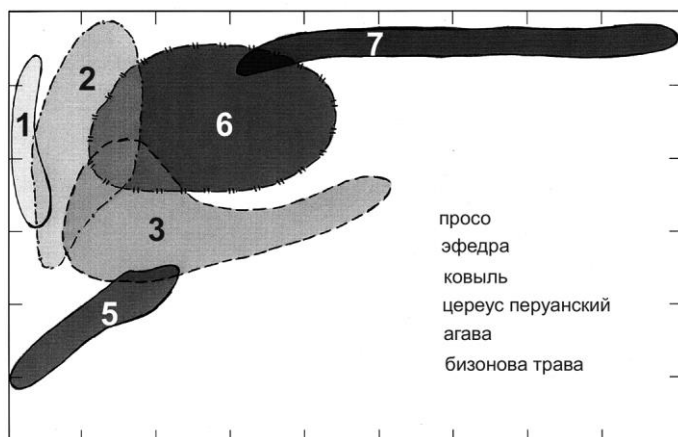 7
2
1
6
3
просо
эфедра
ковыль
5
цереус перуанский
агава
бизонова трава